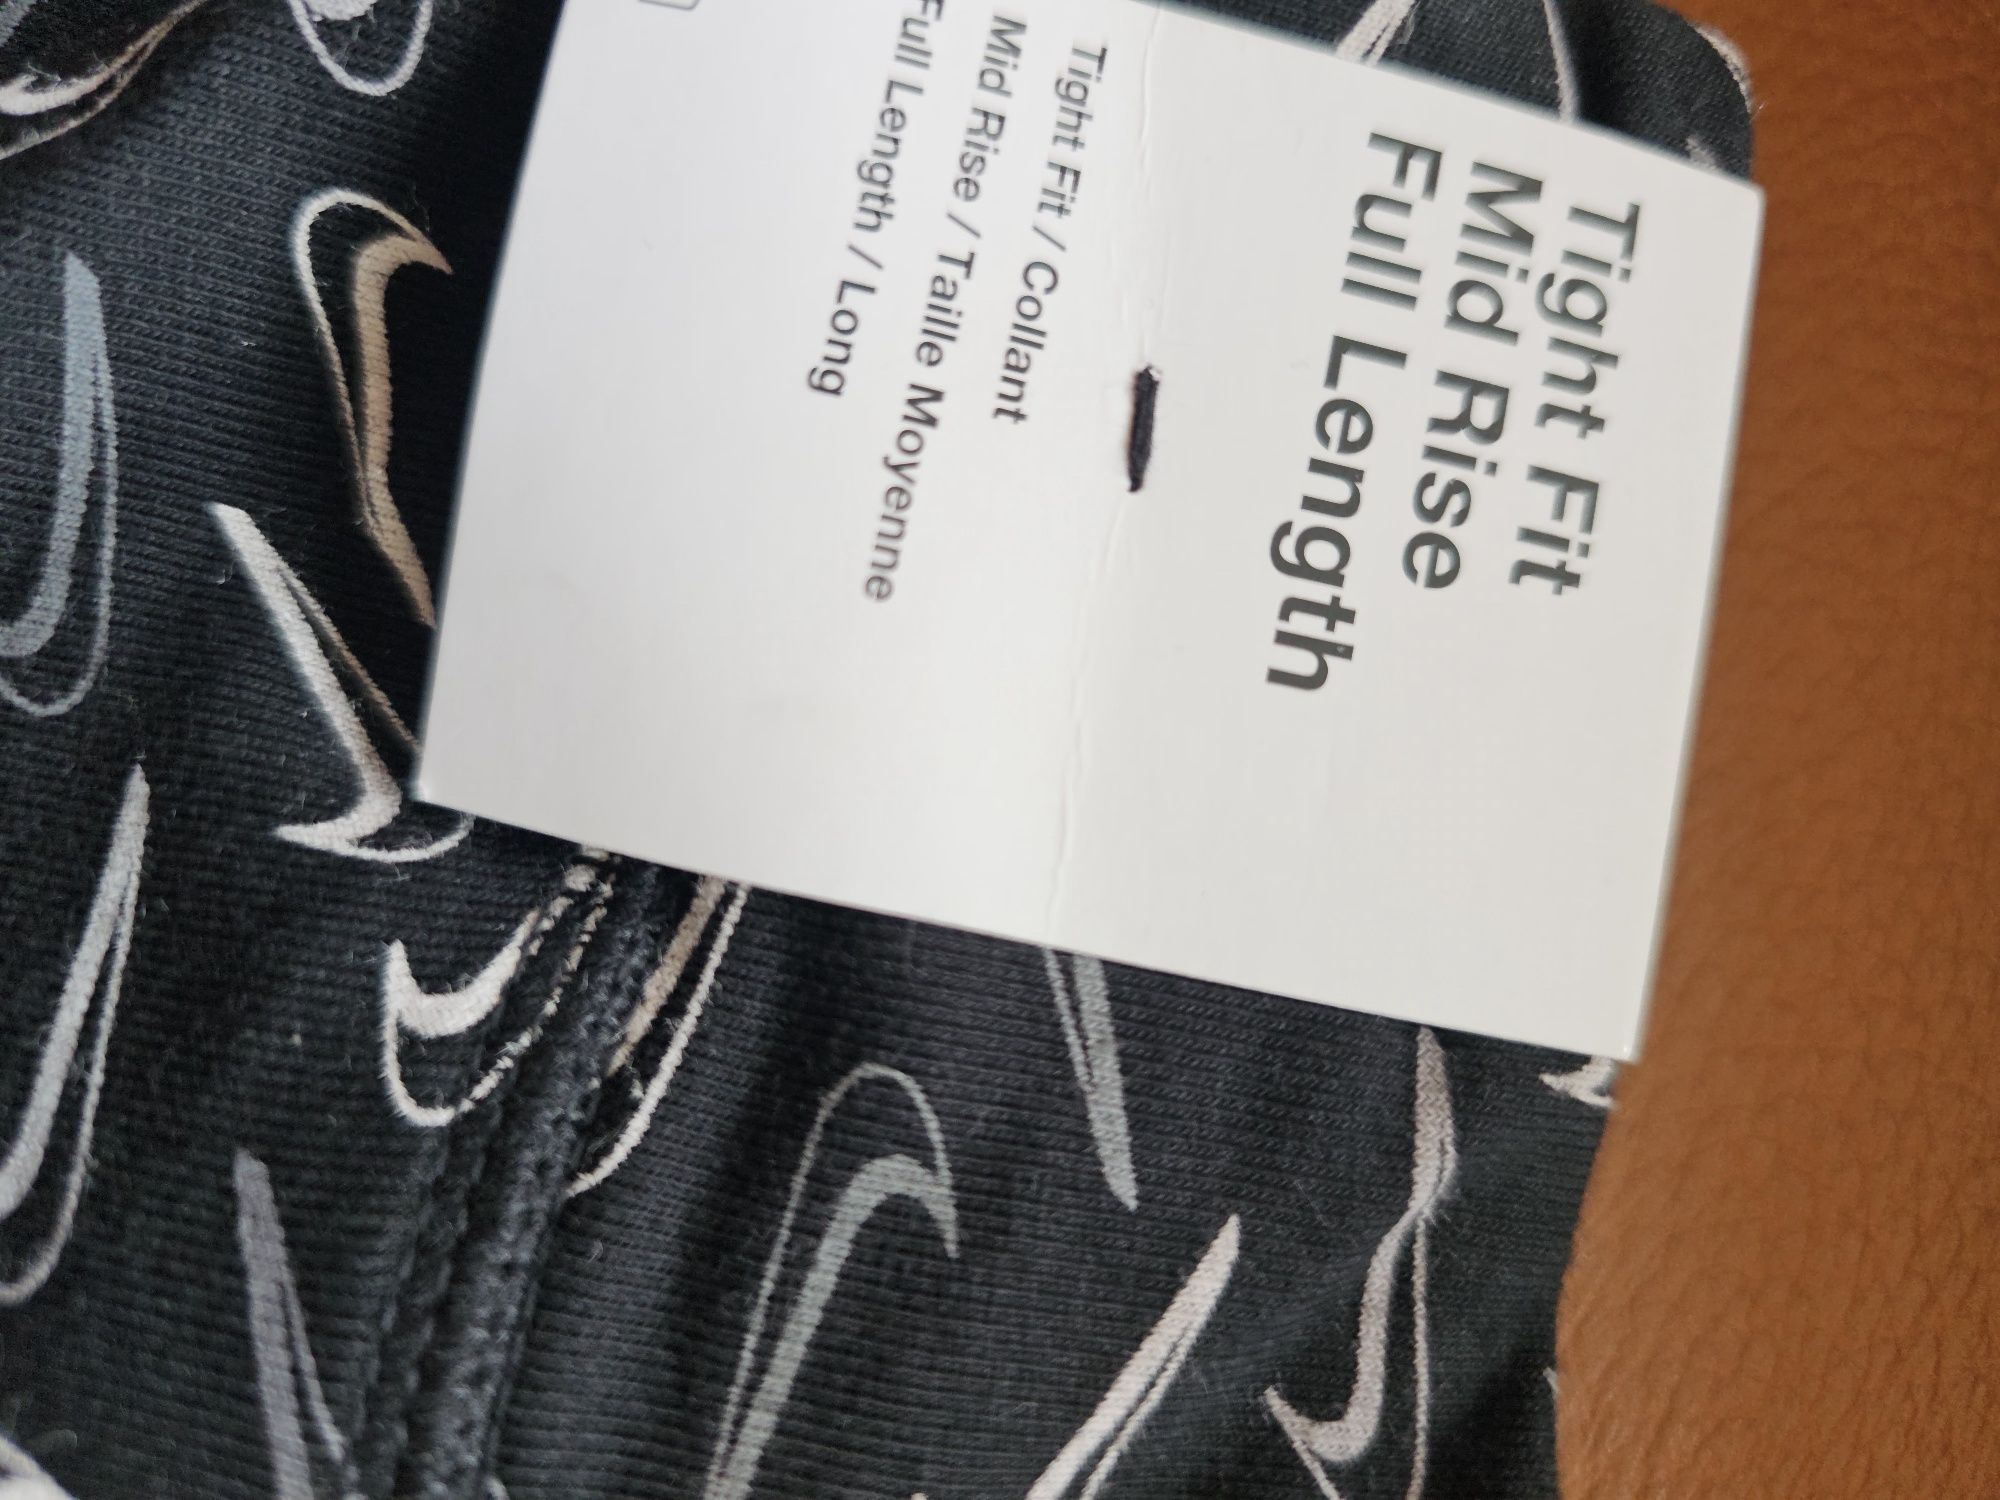 Tight Fit
Mid Rise
Full Length
Tight Fit / Collant
Mid Rise / Taille Moyenne
Full Length / Long